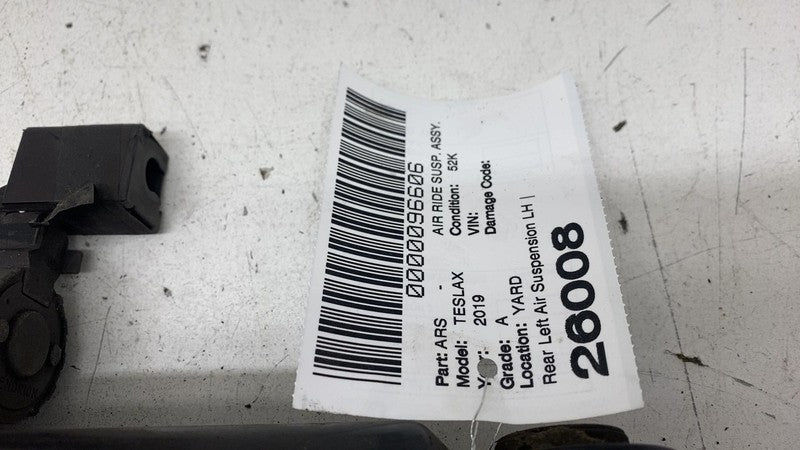 0000096606
Part: ARS - AIR RIDE SUSP. ASSY.
Model: TESLAX Condition: 52K
2019 VIN:
Grade: A Damage Code:
Location: YARD
Rear Left Air Suspension LH |
26008